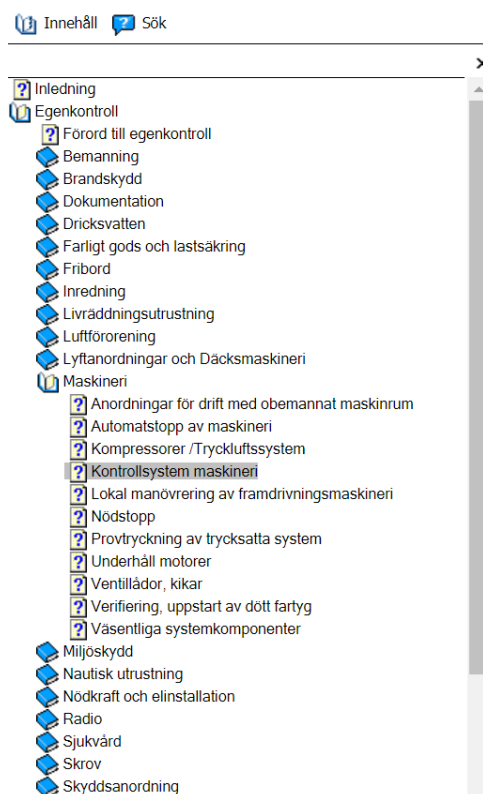 Innehåll Sök
Inledning
Egenkontroll
Förord till egenkontroll
Bemanning
Brandskydd
Dokumentation
Dricksvatten
Farligt gods och lastsäkring
Fribord
Inredning
Livräddningsutrustning
Luftförorening
Lyftanordningar och Däcksmaskineri
Maskineri
Anordningar för drift med obemannat maskinrum
Automatstopp av maskineri
Kompressorer /Tryckluftssystem
Kontrollsystem maskineri
Lokal manövrering av framdrivningsmaskineri
Nödstopp
Provtryckning av trycksatta system
Underhåll motorer
Ventillådor, kikar
Verifiering, uppstart av dött fartyg
Väsentliga systemkomponenter
Miljöskydd
Nautisk utrustning
Nödkraft och elinstallation
Radio
Sjukvård
Skrov
Skyddsanordning